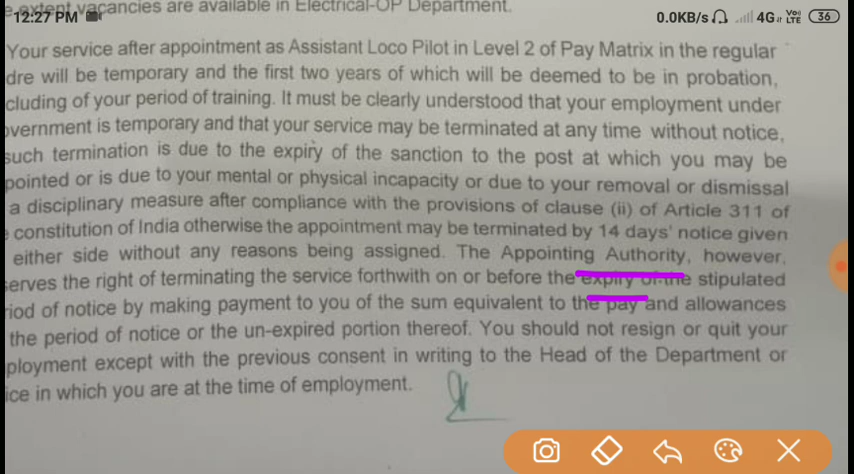 e extent vacancies are available in Electrical-OP Department.
12:27 PM 0.0KB/s 4G Vo) LTE 36
Your service after appointment as Assistant Loco Pilot in Level 2 of Pay Matrix in the regular
dre will be temporary and the first two years of which will be deemed to be in probation,
cluding of your period of training. It must be clearly understood that your employment under
overnment is temporary and that your service may be terminated at any time without notice,
such termination is due to the expiry of the sanction to the post at which you may be
pointed or is due to your mental or physical incapacity or due to your removal or dismissal
a disciplinary measure after compliance with the provisions of clause (ii) of Article 311 of
e constitution of India otherwise the appointment may be terminated by 14 days' notice given
either side without any reasons being assigned. The Appointing Authority, however,
serves the right of terminating the service forthwith on or before the expiry of the stipulated
riod of notice by making payment to you of the sum equivalent to the pay and allowances
the period of notice or the un-expired portion thereof. You should not resign or quit your
ployment except with the previous consent in writing to the Head of the Department or
ice in which you are at the time of employment.